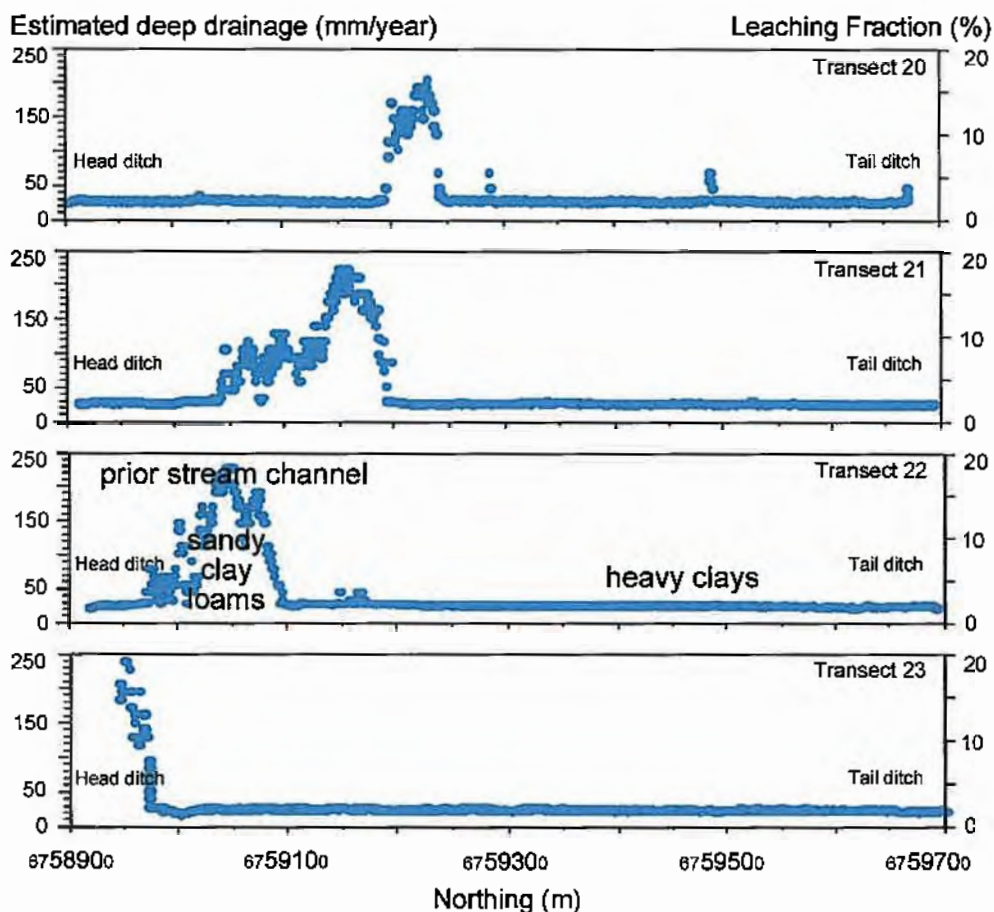 Estimated deep drainage (mm/year) Leaching Fraction (%)
250 20
Transect 20
150 10
Head ditch Tail ditch
50
0 0
250 20
Transect 21
150 10
Head ditch Tail ditch
50
0 0
250 20
prior stream channel Transect 22
150 10
sandy
Head ditch clay heavy clays Tail ditch
50 loams
0 0
250 20
Transect 23
150 10
Head ditch Tail ditch
50
0 0
6758900 6759100 6759300 6759500 6759700
Northing (m)